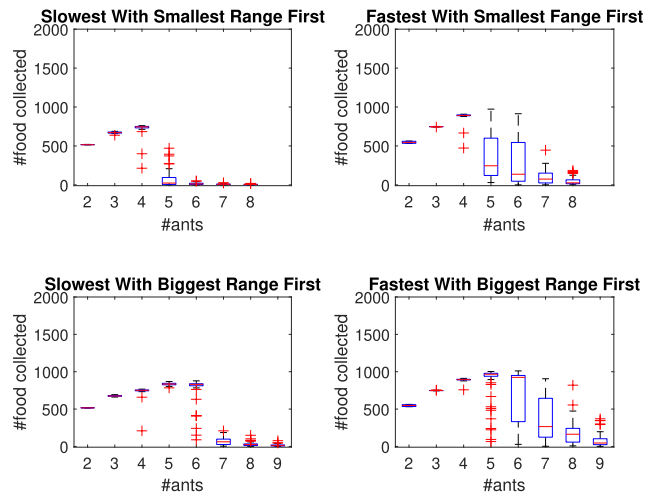 Slowest With Smallest Range First
2000
1500
1000
500
0
#food collected
2 3 4 5 6 7 8
#ants
Fastest With Smallest Fange First
2000
1500
1000
500
0
#food collected
2 3 4 5 6 7 8
#ants
Slowest With Biggest Range First
2000
1500
1000
500
0
#food collected
2 3 4 5 6 7 8 9
#ants
Fastest With Biggest Range First
2000
1500
1000
500
0
#food collected
2 3 4 5 6 7 8 9
#ants